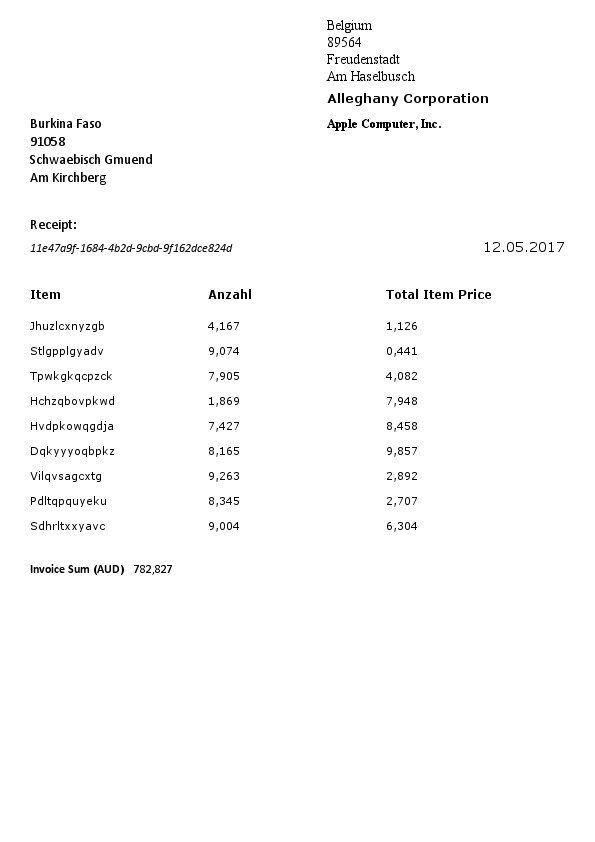 Belgium
89564
Freudenstadt
Am Haselbusch
Alleghany Corporation
Burkina Faso Apple Computer, Inc.
91058
Schwaebisch Gmuend
Am Kirchberg
Receipt:
11e47a9f-1684-4b2d-9cbd-9f162dce824d 12.05.2017
Item Anzahl Total Item Price
Jhuzlcxnyzgb 4,167 1,126
Stlgpplgyadv 9,074 0,441
Tpwkgkqcpzck 7,905 4,082
Hchzqbovpkwd 1,869 7,948
Hvdpkowqgdja 7,427 8,458
Dqkyyyoqbpkz 8,165 9,857
Vilqvsagcxtg 9,263 2,892
Pdltqpquyeku 8,345 2,707
Sdhrltxxyavc 9,004 6,304
Invoice Sum (AUD) 782,827